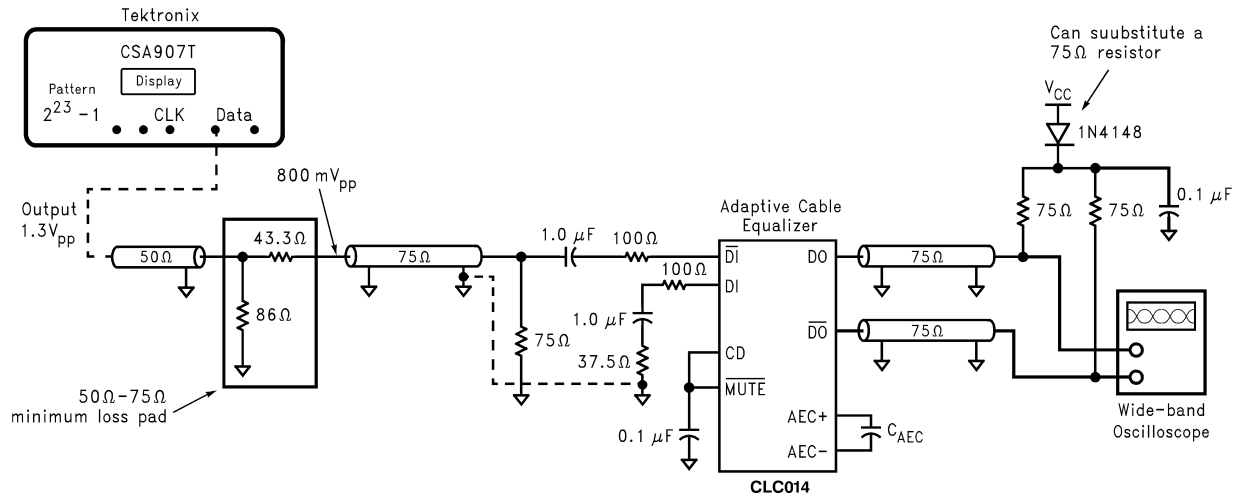 Tektronix
CSA907T
Display
Pattern
2^23 -1
CLK
Data
Can suubstitute a
75Ω resistor
VCC
1N4148
75Ω
75Ω
0.1 μF
800 mVpp
Output
1.3Vpp
50Ω
43.3Ω
86Ω
50Ω-75Ω
minimum loss pad
75Ω
1.0 μF
100Ω
100Ω
1.0 μF
75Ω
37.5Ω
0.1 μF
Adaptive Cable
Equalizer
DI̅
DI
CD
MUTE̅
DO
DO̅
AEC+
AEC-
CAEC
CLC014
75Ω
75Ω
Wide-band
Oscilloscope